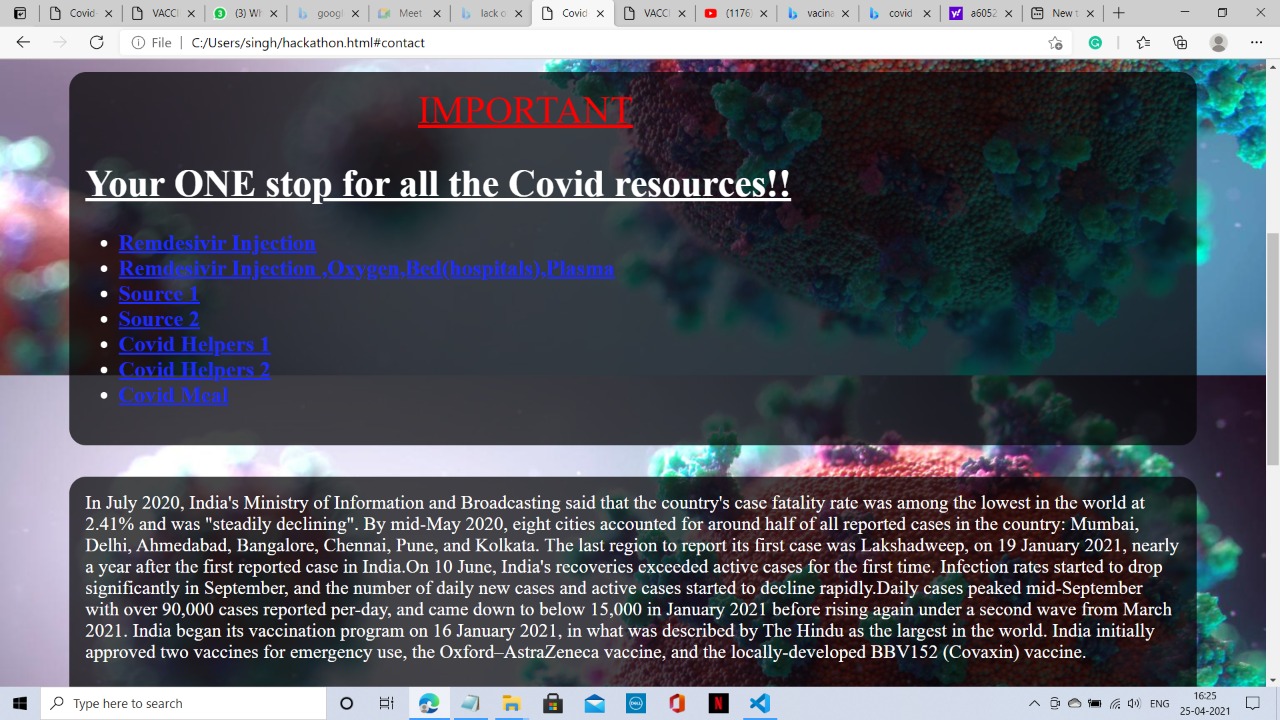 Covid
VACC
(3) Wh
googl
Meet
lack o
Covid
VACC
(1176
vacina
covid
a6052
New t
File | C:/Users/singh/hackathon.html#contact
IMPORTANT
Your ONE stop for all the Covid resources!!
Remdesivir Injection
Remdesivir Injection ,Oxygen,Bed(hospitals),Plasma
Source 1
Source 2
Covid Helpers 1
Covid Helpers 2
Covid Meal
In July 2020, India's Ministry of Information and Broadcasting said that the country's case fatality rate was among the lowest in the world at
2.41% and was "steadily declining". By mid-May 2020, eight cities accounted for around half of all reported cases in the country: Mumbai,
Delhi, Ahmedabad, Bangalore, Chennai, Pune, and Kolkata. The last region to report its first case was Lakshadweep, on 19 January 2021, nearly
a year after the first reported case in India.On 10 June, India's recoveries exceeded active cases for the first time. Infection rates started to drop
significantly in September, and the number of daily new cases and active cases started to decline rapidly.Daily cases peaked mid-September
with over 90,000 cases reported per-day, and came down to below 15,000 in January 2021 before rising again under a second wave from March
2021. India began its vaccination program on 16 January 2021, in what was described by The Hindu as the largest in the world. India initially
approved two vaccines for emergency use, the Oxford–AstraZeneca vaccine, and the locally-developed BBV152 (Covaxin) vaccine.
Type here to search
DELL
N
ENG
16:25
25-04-2021